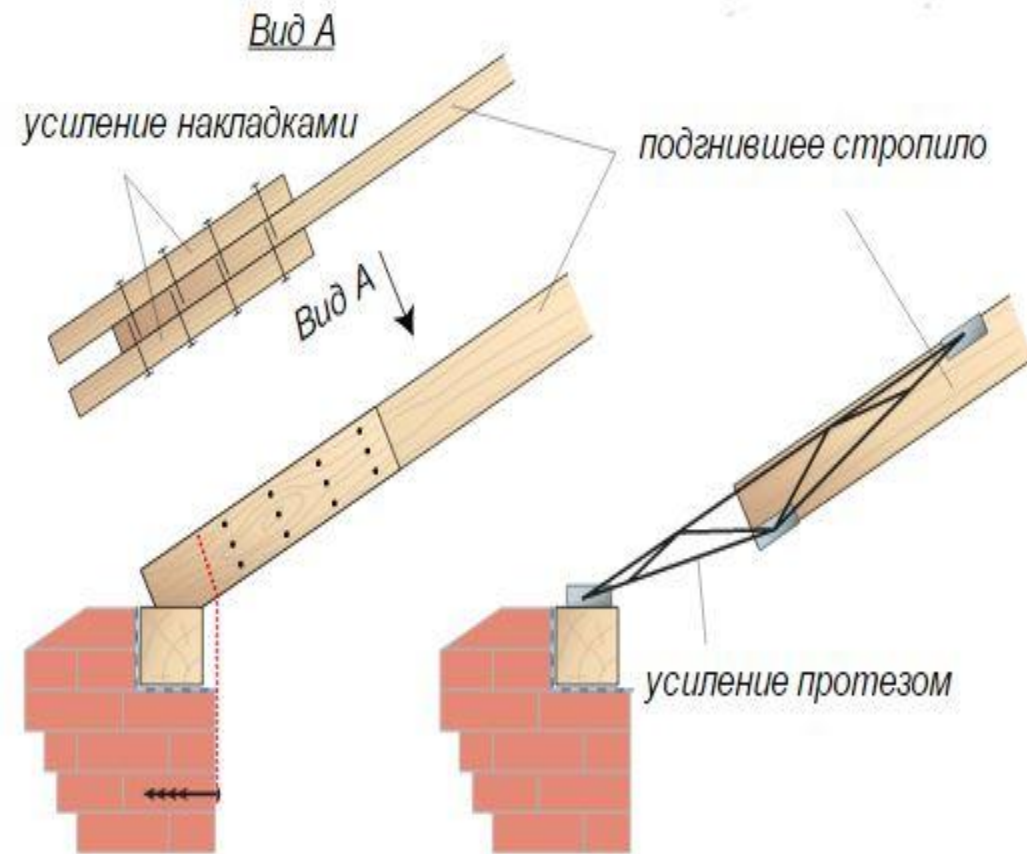 Вид А
усиление накладками
подгнившее стропило
Вид А
усиление протезом